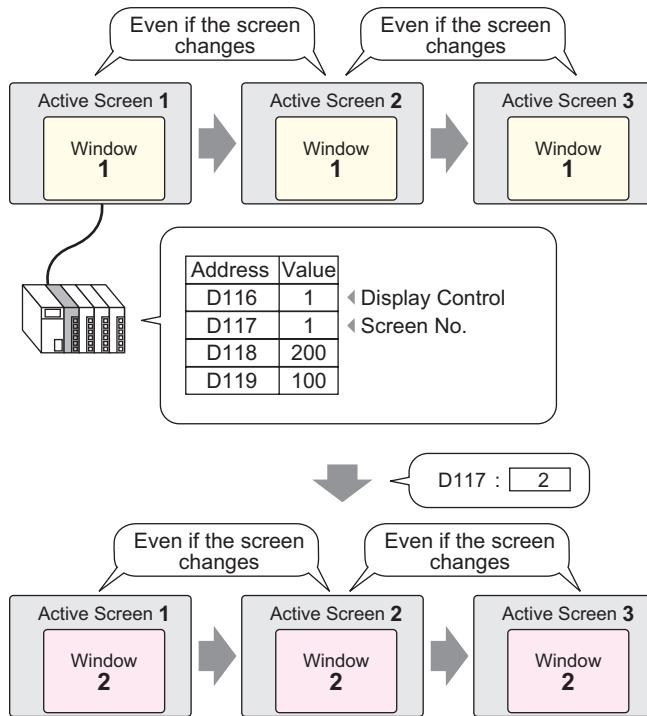 Even if the screen
changes
Even if the screen
changes
Active Screen 1
Active Screen 2
Active Screen 3
Window
1
Window
1
Window
1
Address Value
D116 1 Display Control
D117 1 Screen No.
D118 200
D119 100
D117 : 2
Even if the screen
changes
Even if the screen
changes
Active Screen 1
Active Screen 2
Active Screen 3
Window
2
Window
2
Window
2